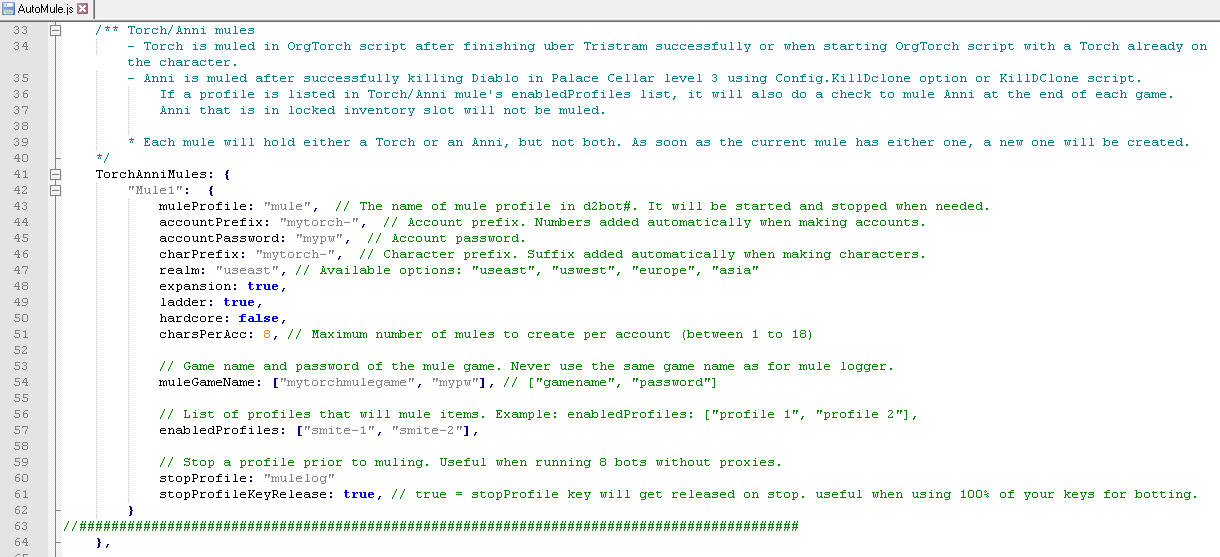 AutoMule.js
33 /** Torch/Anni mules
34 - Torch is muled in OrgTorch script after finishing uber Tristram successfully or when starting OrgTorch script with a Torch already on
the character.
35 - Anni is muled after successfully killing Diablo in Palace Cellar level 3 using Config.KillDclone option or KillDClone script.
36 If a profile is listed in Torch/Anni mule's enabledProfiles list, it will also do a check to mule Anni at the end of each game.
37 Anni that is in locked inventory slot will not be muled.
38
39 * Each mule will hold either a Torch or an Anni, but not both. As soon as the current mule has either one, a new one will be created.
40 */
41 TorchAnniMules: {
42 "Mule1": {
43 muleProfile: "mule", // The name of mule profile in d2bot#. It will be started and stopped when needed.
44 accountPrefix: "mytorch-", // Account prefix. Numbers added automatically when making accounts.
45 accountPassword: "mypw", // Account password.
46 charPrefix: "mytorch-", // Character prefix. Suffix added automatically when making characters.
47 realm: "useast", // Available options: "useast", "uswest", "europe", "asia"
48 expansion: true,
49 ladder: true,
50 hardcore: false,
51 charsPerAcc: 8, // Maximum number of mules to create per account (between 1 to 18)
52
53 // Game name and password of the mule game. Never use the same game name as for mule logger.
54 muleGameName: ["mytorchmulegame", "mypw"], // ["gamename", "password"]
55
56 // List of profiles that will mule items. Example: enabledProfiles: ["profile 1", "profile 2"],
57 enabledProfiles: ["smite-1", "smite-2"],
58
59 // Stop a profile prior to muling. Useful when running 8 bots without proxies.
60 stopProfile: "mulelog"
61 stopProfileKeyRelease: true, // true = stopProfile key will get released on stop. useful when using 100% of your keys for botting.
62 }
63 //##########################################################################################
64 },